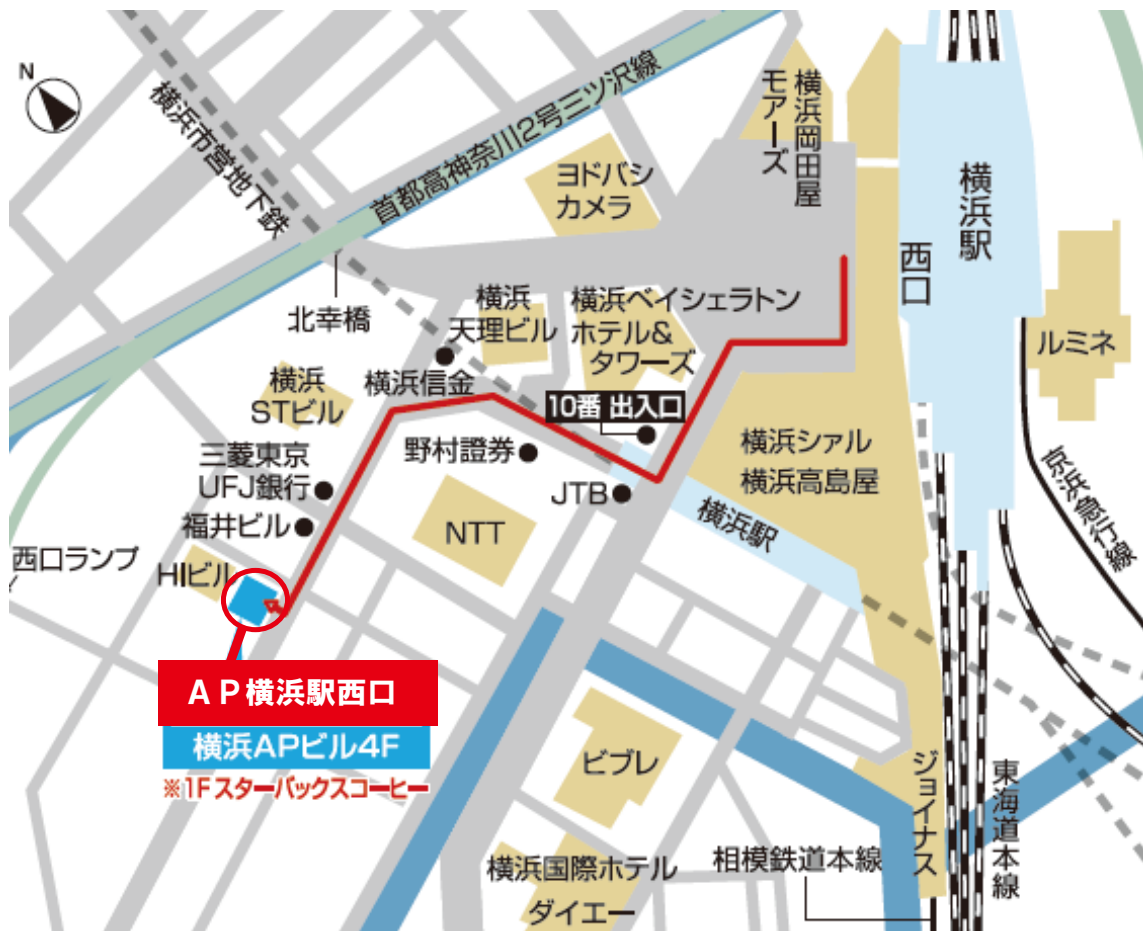 N
横浜市営地下鉄
首都高神奈川2号三ツ沢線
横浜岡田屋
モアーズ
ヨドバシ
カメラ
横浜駅
西口
北幸橋
横浜
天理ビル
横浜ベイシェラトン
ホテル&
タワーズ
ルミネ
横浜
STビル
横浜信金
10番 出入口
横浜シァル
横浜高島屋
京浜急行線
三菱東京
UFJ銀行
野村證券
JTB
横浜駅
福井ビル
NTT
西口ランプ
HIビル
AP横浜駅西口
横浜APビル4F
※1Fスターバックスコーヒー
ビブレ
ジョイナス
東海道本線
横浜国際ホテル
ダイエー
相模鉄道本線